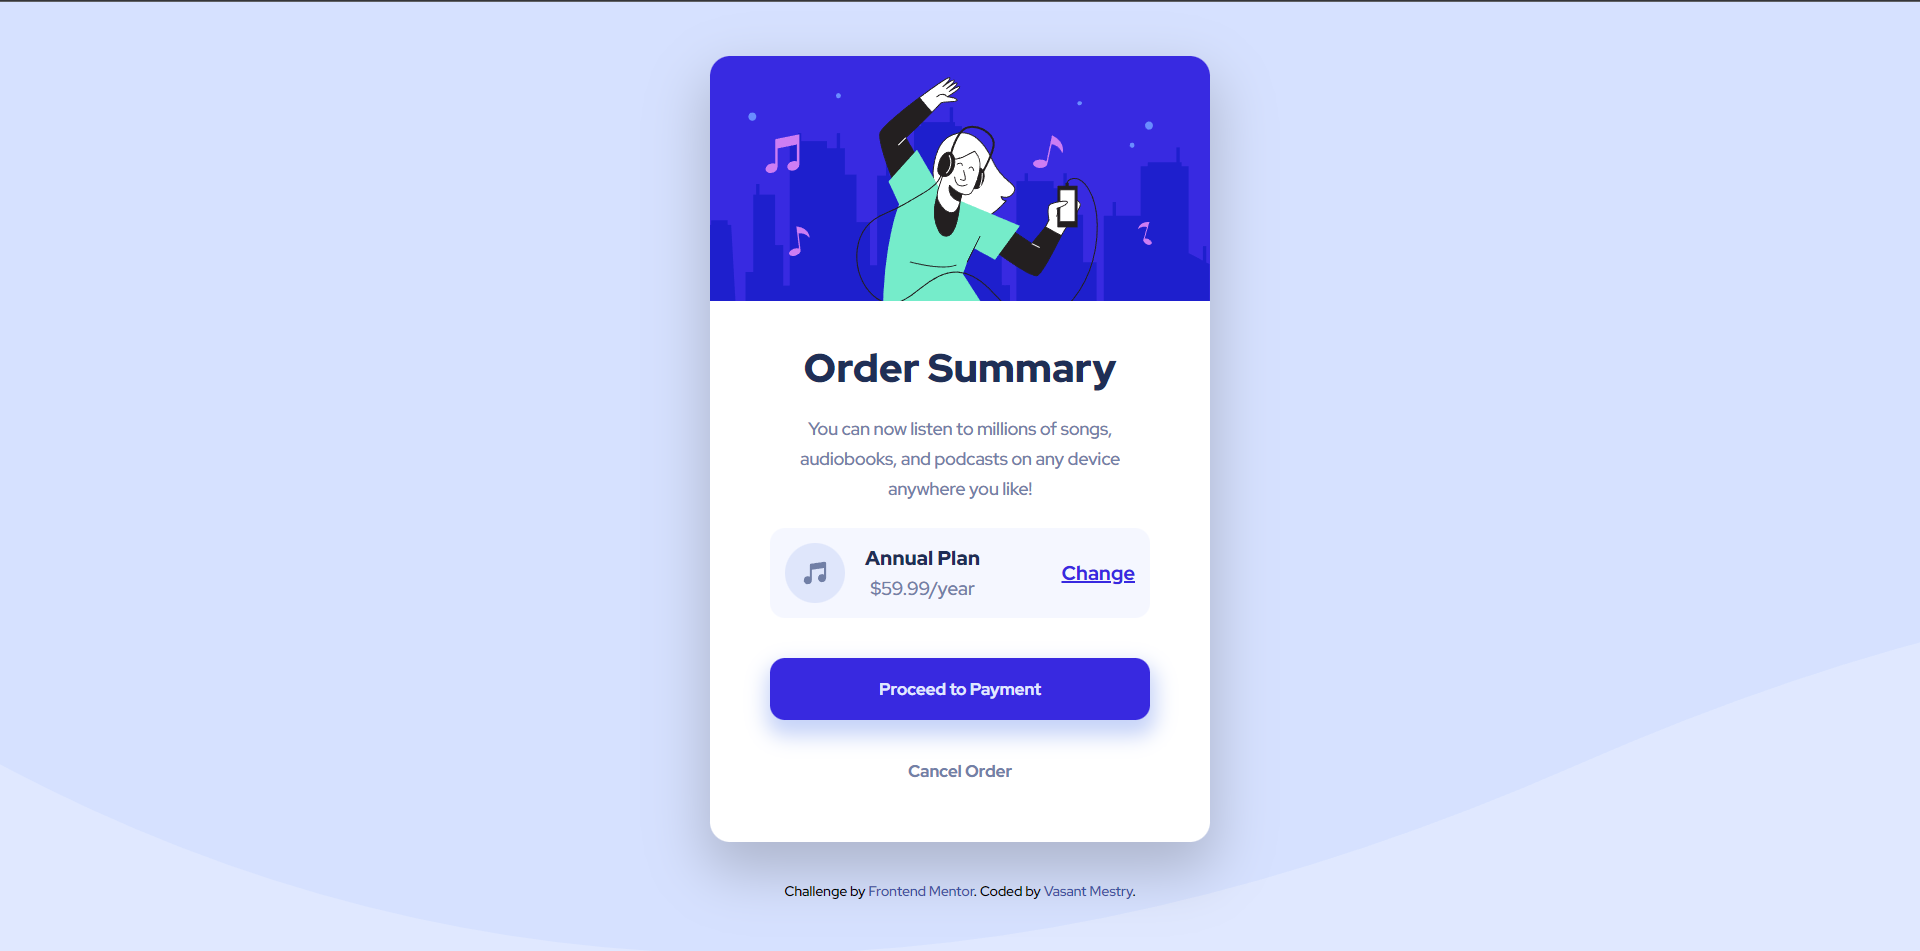 Order Summary
You can now listen to millions of songs,
audiobooks, and podcasts on any device
anywhere you like!
Annual Plan
$59.99/year
Change
Proceed to Payment
Cancel Order
Challenge by Frontend Mentor. Coded by Vasant Mestry.